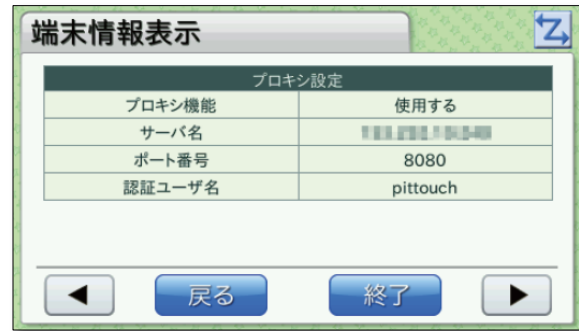 端末情報表示
プロキシ設定
プロキシ機能 使用する
サーバ名
ポート番号 8080
認証ユーザ名 pittouch
戻る 終了